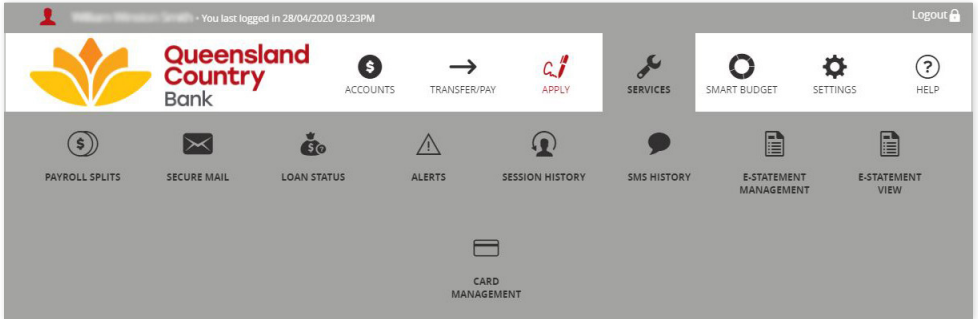 - You last logged in 28/04/2020 03:23PM
Logout
Queensland
Country
Bank
ACCOUNTS
TRANSFER/PAY
APPLY
SERVICES
SMART BUDGET
SETTINGS
HELP
PAYROLL SPLITS
SECURE MAIL
LOAN STATUS
ALERTS
SESSION HISTORY
SMS HISTORY
E-STATEMENT
MANAGEMENT
E-STATEMENT
VIEW
CARD
MANAGEMENT